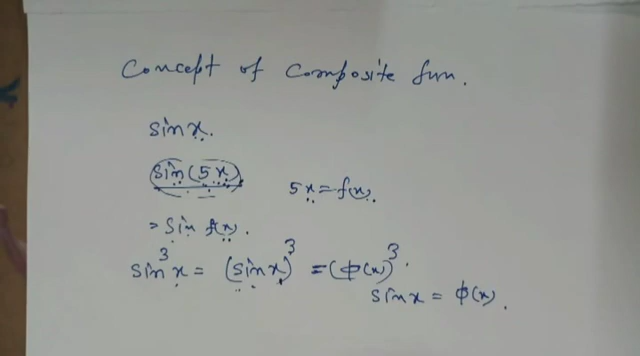 Concept of Composite fun.
sin x.
sin(5x) 5x = f(x).
= sin f(x).
sin³x = (sin x)³ = (ϕ(x))³.
sin x = ϕ(x).